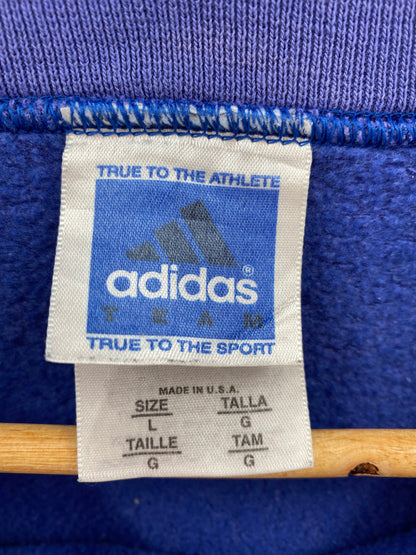 TRUE TO THE ATHLETE
adidas®
TEAM
TRUE TO THE SPORT
MADE IN U.S.A.
SIZE TALLA
L G
TAILLE TAM
G G